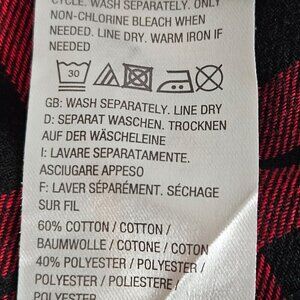 CYCLE. WASH SEPARATELY. ONLY
NON-CHLORINE BLEACH WHEN
NEEDED. LINE DRY. WARM IRON IF
NEEDED
30
GB: WASH SEPARATELY. LINE DRY
D: SEPARAT WASCHEN. TROCKNEN
AUF DER WÄSCHELEINE
I: LAVARE SEPARATAMENTE.
ASCIUGARE APPESO
F: LAVER SÉPARÉMENT. SÉCHAGE
SUR FIL
60% COTTON / COTTON /
BAUMWOLLE / COTONE / COTON
40% POLYESTER / POLYESTER /
POLYESTER / POLIESTERE /
POLYESTER